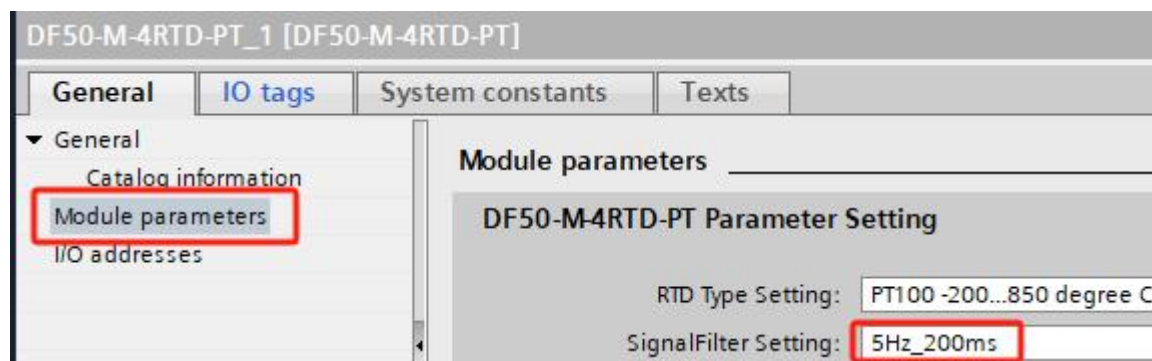 DF50-M-4RTD-PT_1 [DF50-M-4RTD-PT]
General IO tags System constants Texts
General
Catalog information
Module parameters
I/O addresses
Module parameters
DF50-M-4RTD-PT Parameter Setting
RTD Type Setting: PT100 -200...850 degree C
SignalFilter Setting: 5Hz_200ms